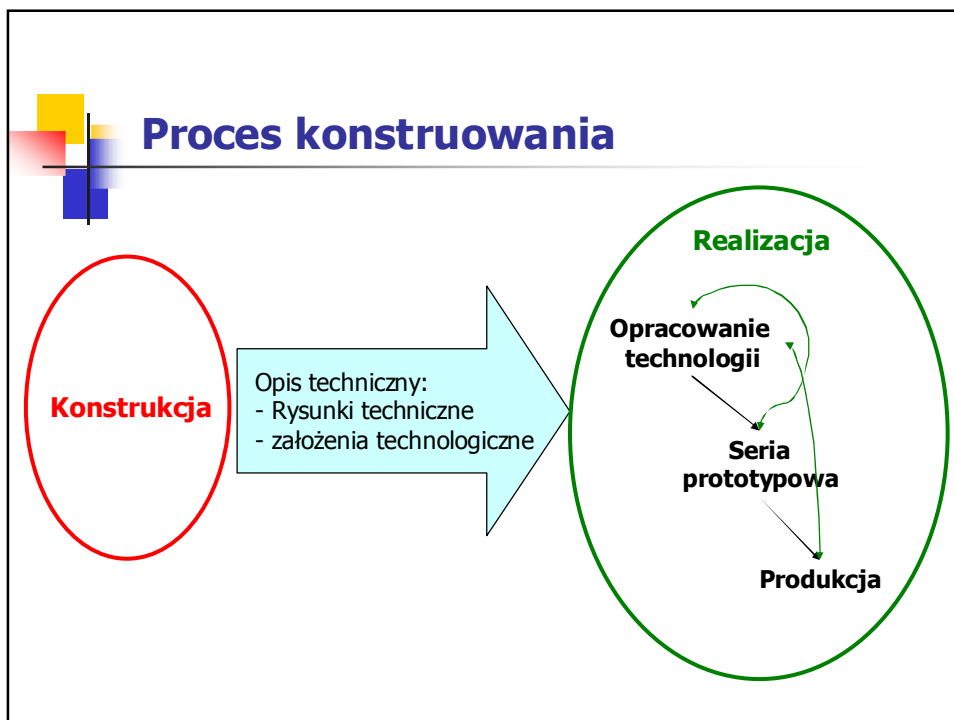 Proces konstruowania
Realizacja
Opracowanie
technologii
Opis techniczny:
- Rysunki techniczne
- założenia technologiczne
Konstrukcja
Seria
prototypowa
Produkcja